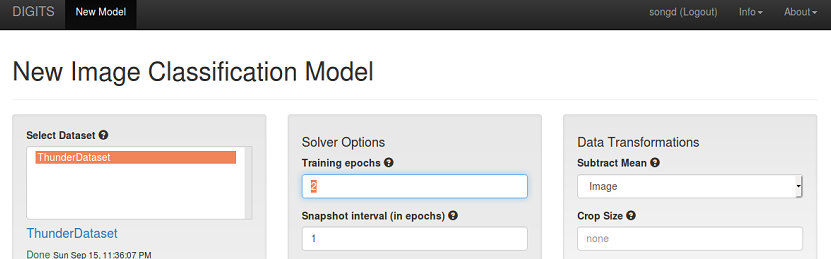 DIGITS New Model songd (Logout) Info About
New Image Classification Model
Select Dataset
ThunderDataset
ThunderDataset
Done Sun Sep 15, 11:36:07 PM
Solver Options
Training epochs
2
Snapshot interval (in epochs)
1
Data Transformations
Subtract Mean
Image
Crop Size
none